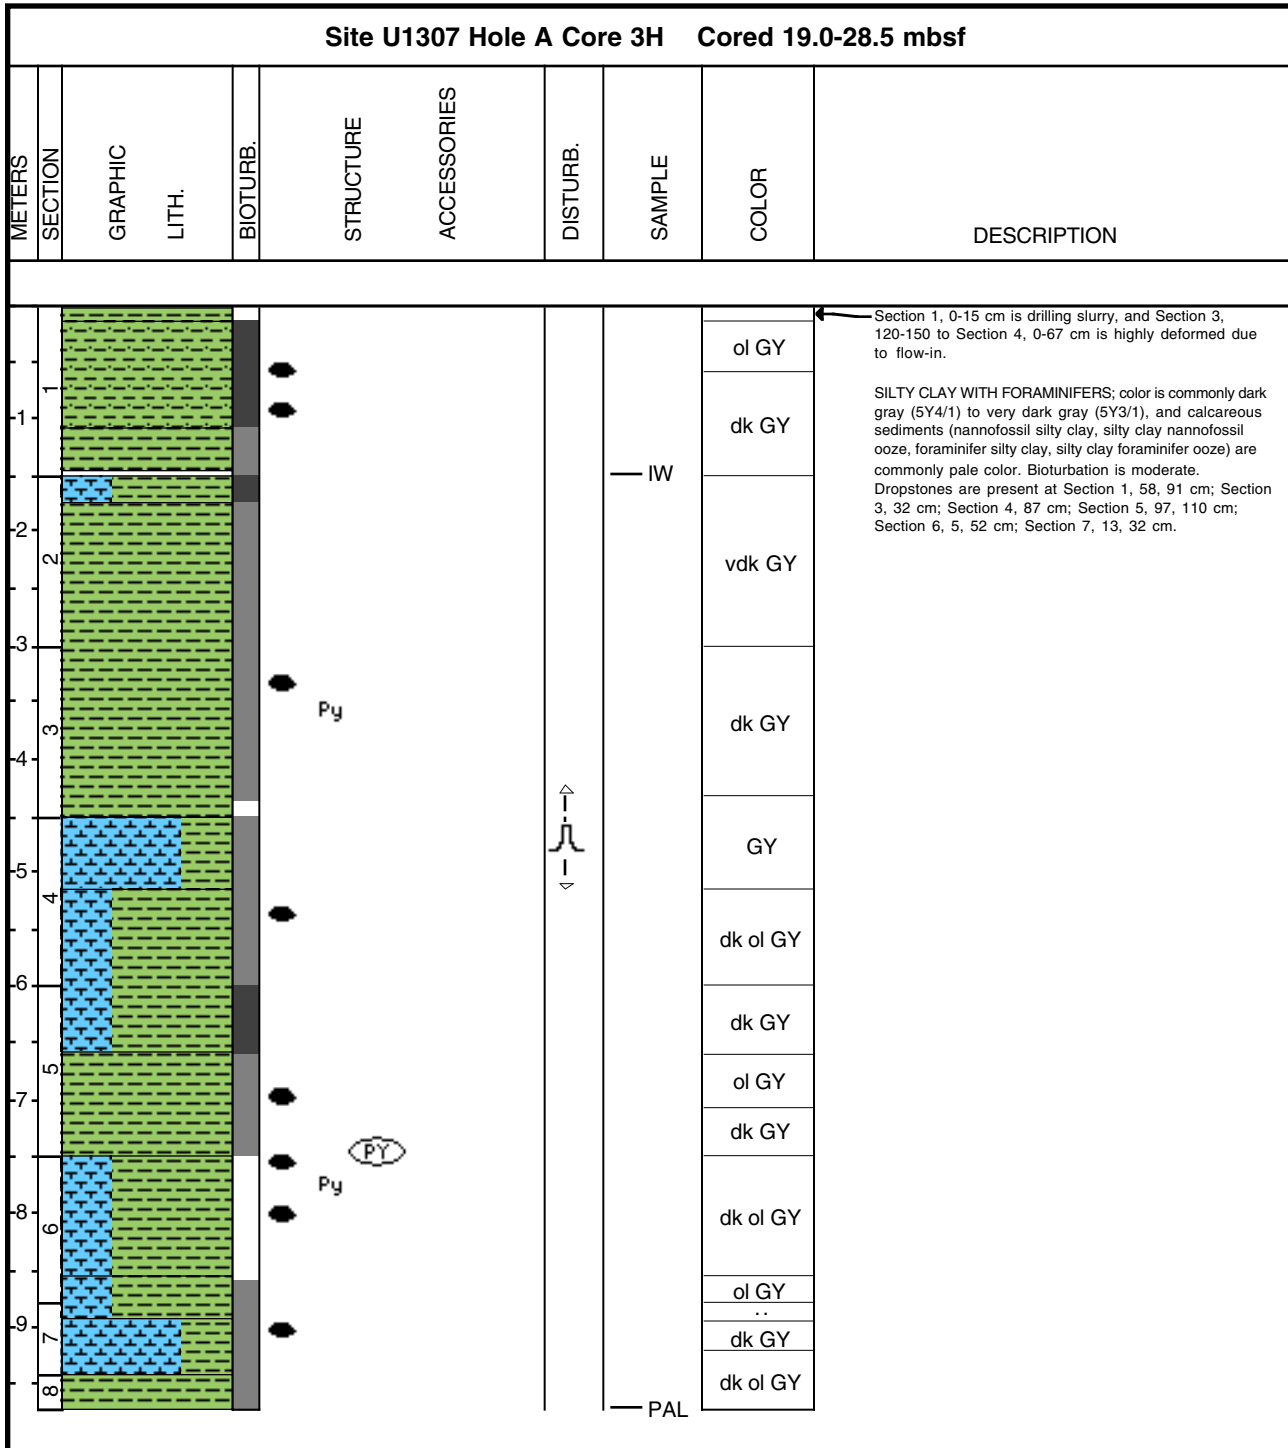 Site U1307 Hole A Core 3H Cored 19.0-28.5 mbsf
METERS
SECTION
GRAPHIC
LITH.
BIOTURB.
STRUCTURE
ACCESSORIES
DISTURB.
SAMPLE
COLOR
DESCRIPTION
Section 1, 0-15 cm is drilling slurry, and Section 3,
120-150 to Section 4, 0-67 cm is highly deformed due
to flow-in.
SILTY CLAY WITH FORAMINIFERS; color is commonly dark
gray (5Y4/1) to very dark gray (5Y3/1), and calcareous
sediments (nannofossil silty clay, silty clay nannofossil
ooze, foraminifer silty clay, silty clay foraminifer ooze) are
commonly pale color. Bioturbation is moderate.
Dropstones are present at Section 1, 58, 91 cm; Section
3, 32 cm; Section 4, 87 cm; Section 5, 97, 110 cm;
Section 6, 5, 52 cm; Section 7, 13, 32 cm.
1
2
3
4
5
6
7
8
9
1
2
3
4
5
6
7
8
Py
PY
Py
IW
PAL
ol GY
dk GY
vdk GY
dk GY
GY
dk ol GY
dk GY
ol GY
dk GY
dk ol GY
ol GY
..
dk GY
dk ol GY